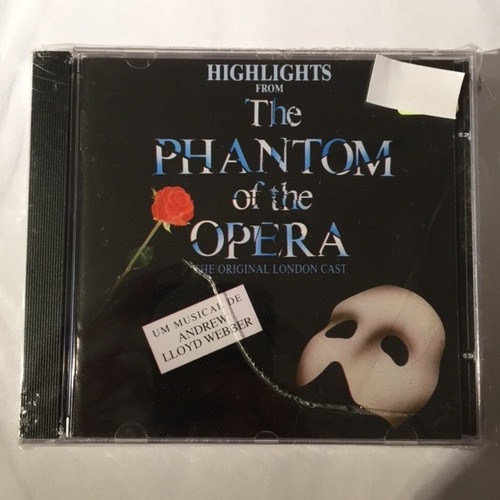 HIGHLIGHTS
FROM
The
PHANTOM
of the
OPERA
THE ORIGINAL LONDON CAST
UM MUSICAL DE
ANDREW
LLOYD WEBBER